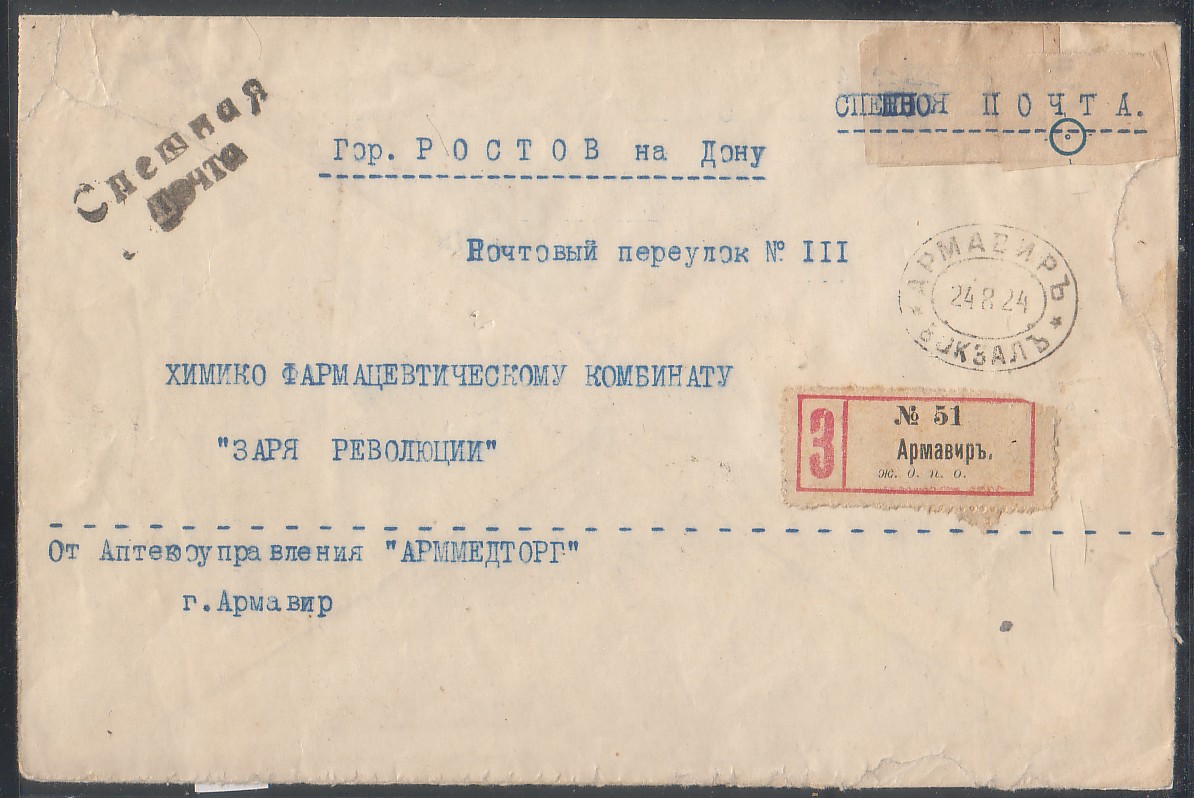 Спешная
почта
СПЕШНОЯ ПОЧТА.
Гор. РОСТОВ на Дону
Почтовый переулок № III
АРМАВИРЪ
24 8 24
ВОКЗАЛЪ
ХИМИКО ФАРМАЦЕВТИЧЕСКОМУ КОМБИНАТУ
"ЗАРЯ РЕВОЛЮЦИИ"
З
№ 51
Армавиръ.
ж. д. п. о.
От Аптекоуправления "АРММЕДТОРГ"
г.Армавир